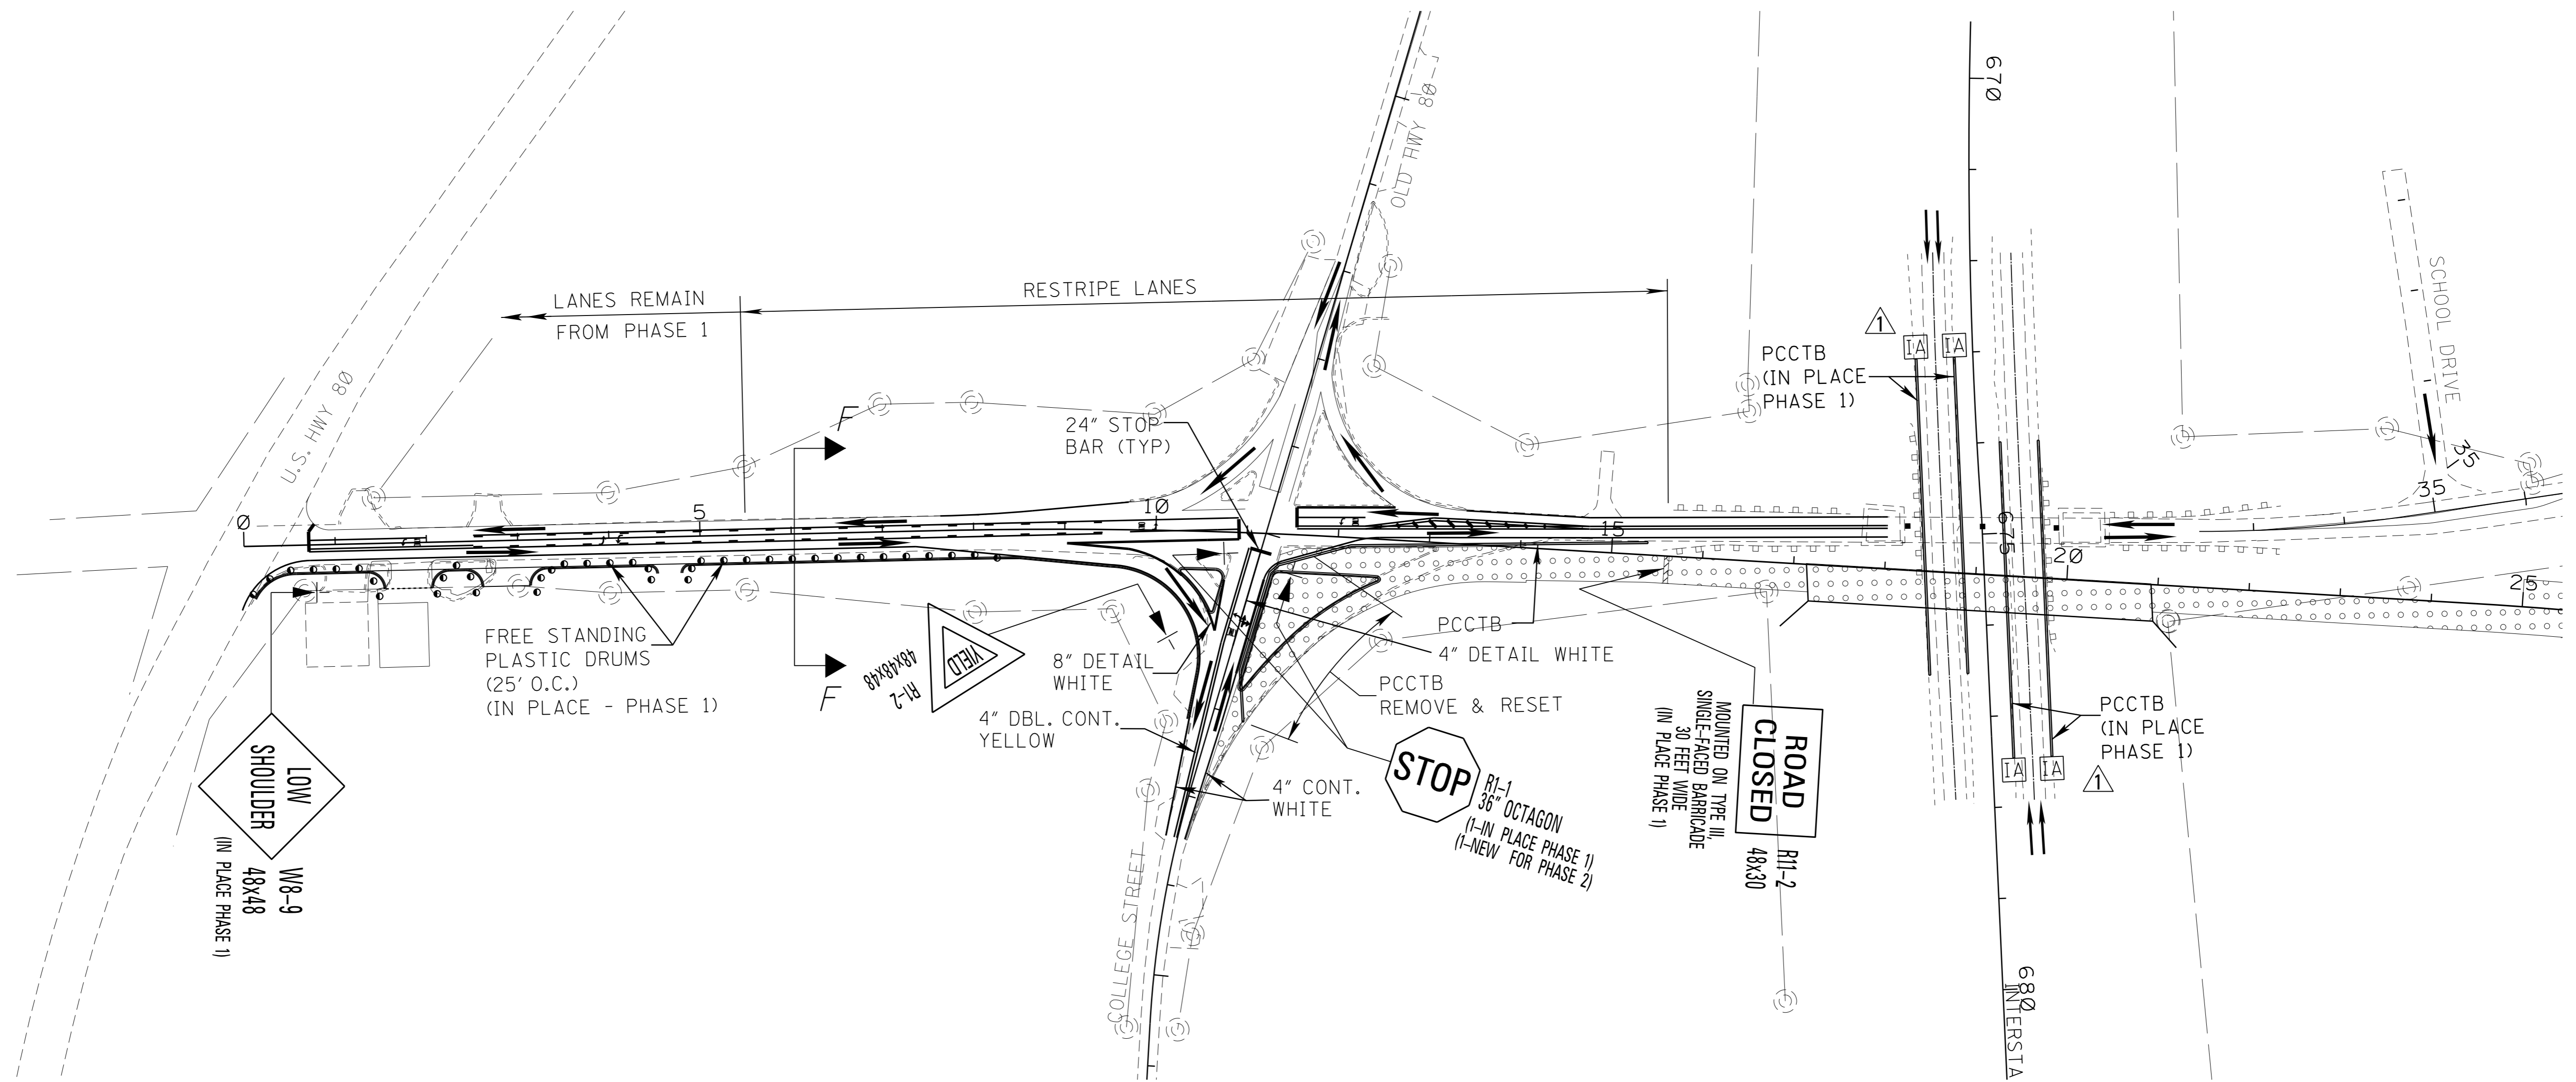 670
OLD HWY 80
SCHOOL DRIVE
LANES REMAIN
FROM PHASE 1
RESTRIPE LANES
U.S. HWY 80
1
IA
IA
PCCTB
(IN PLACE
PHASE 1)
F
24" STOP
BAR (TYP)
0
5
10
15
675
20
25
35
35
FREE STANDING
PLASTIC DRUMS
(25' O.C.)
(IN PLACE - PHASE 1)
F
YIELD
R1-2
48x48x48
8" DETAIL
WHITE
4" DBL. CONT.
YELLOW
PCCTB
4" DETAIL WHITE
PCCTB
REMOVE & RESET
4" CONT.
WHITE
STOP
R1-1
36" OCTAGON
(1-IN PLACE PHASE 1)
(1-NEW FOR PHASE 2)
ROAD
CLOSED
R11-2
48x30
MOUNTED ON TYPE III,
SINGLE-FACED BARRICADE
30 FEET WIDE
(IN PLACE PHASE 1)
PCCTB
(IN PLACE
PHASE 1)
IA
IA
1
LOW
SHOULDER
W8-9
48x48
(IN PLACE PHASE 1)
COLLEGE STREET
680
INTERSTA